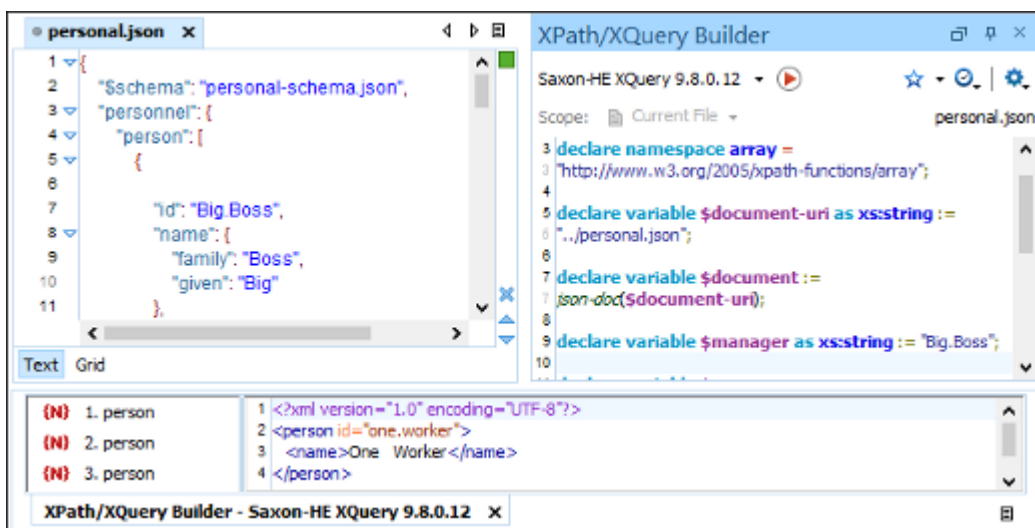 personal.json
1 {
2 "$schema": "personal-schema.json",
3 "personnel": {
4 "person": [
5 {
6
7 "id": "Big.Boss",
8 "name": {
9 "family": "Boss",
10 "given": "Big"
11 },
Text Grid
XPath/XQuery Builder
Saxon-HE XQuery 9.8.0.12
Scope: Current File personal.json
3 declare namespace array =
3 "http://www.w3.org/2005/xpath-functions/array";
4
5 declare variable $document-uri as xs:string :=
6 "../personal.json";
6
7 declare variable $document :=
7 json-doc($document-uri);
8
9 declare variable $manager as xs:string := "Big.Boss";
10
{N} 1. person
{N} 2. person
{N} 3. person
1 <?xml version="1.0" encoding="UTF-8"?>
2 <person id="one.worker">
3 <name>One Worker</name>
4 </person>
XPath/XQuery Builder - Saxon-HE XQuery 9.8.0.12